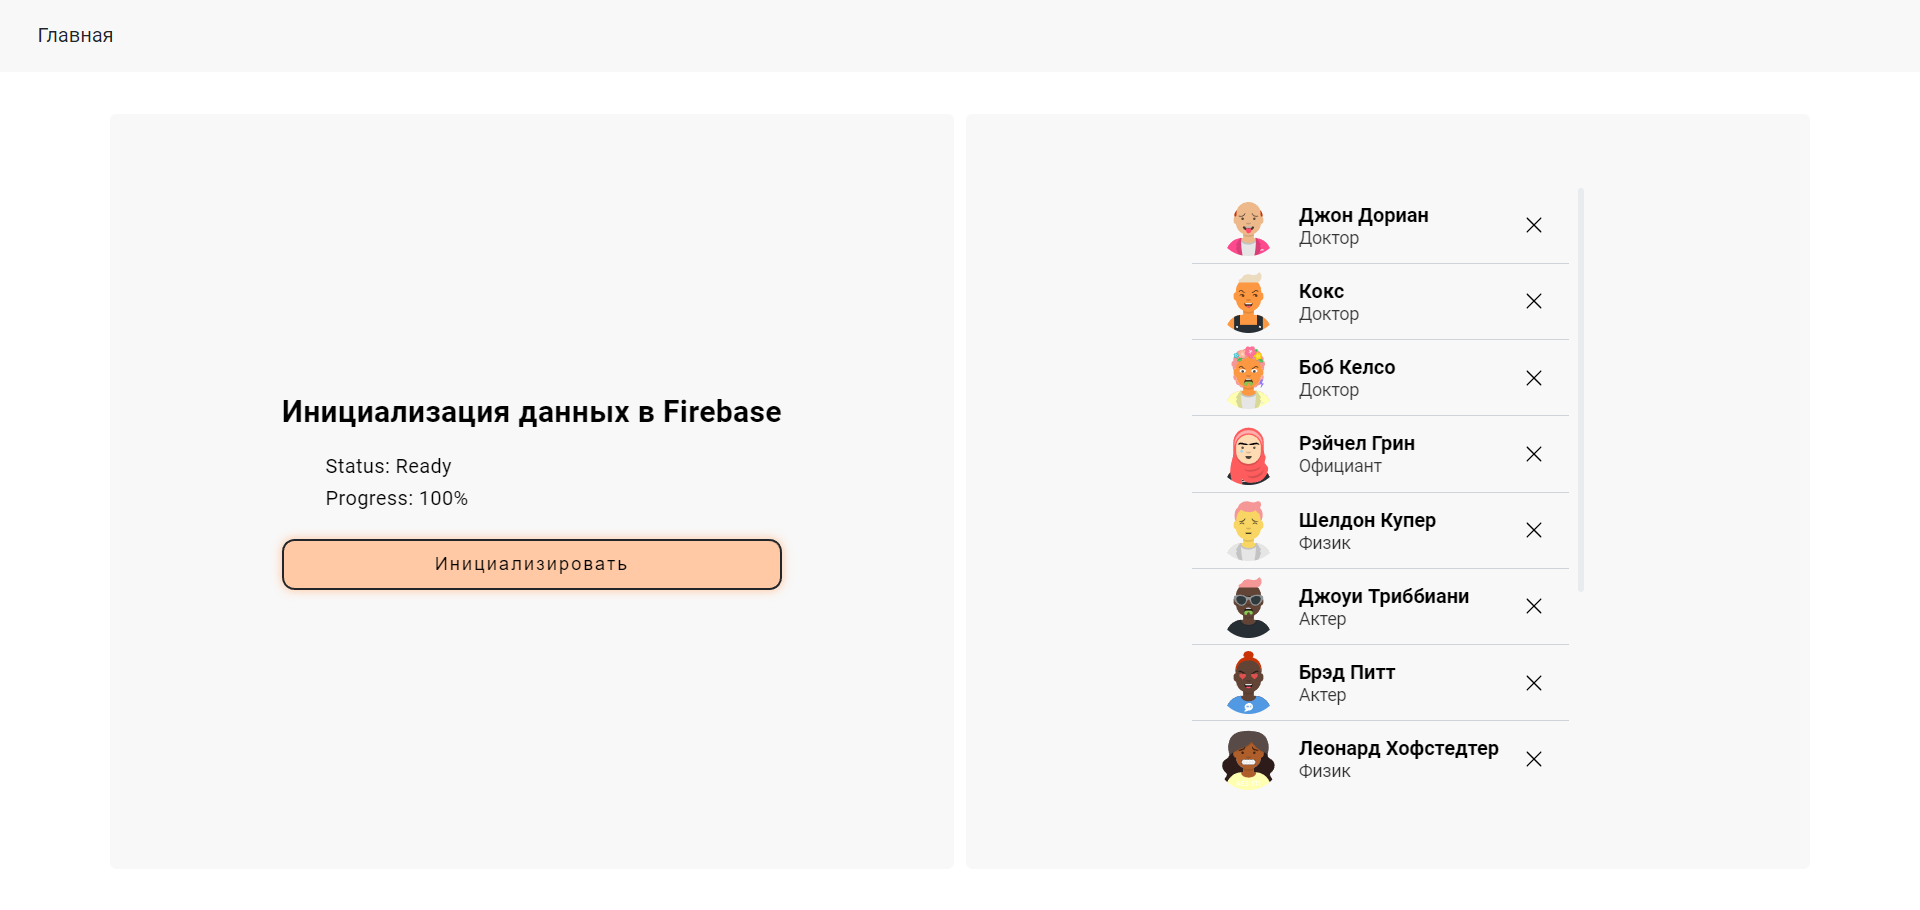 Главная
Инициализация данных в Firebase
Status: Ready
Progress: 100%
Инициализировать
Джон Дориан
Доктор
Кокс
Доктор
Боб Келсо
Доктор
Рэйчел Грин
Официант
Шелдон Купер
Физик
Джоуи Триббиани
Актер
Брэд Питт
Актер
Леонард Хофстедтер
Физик